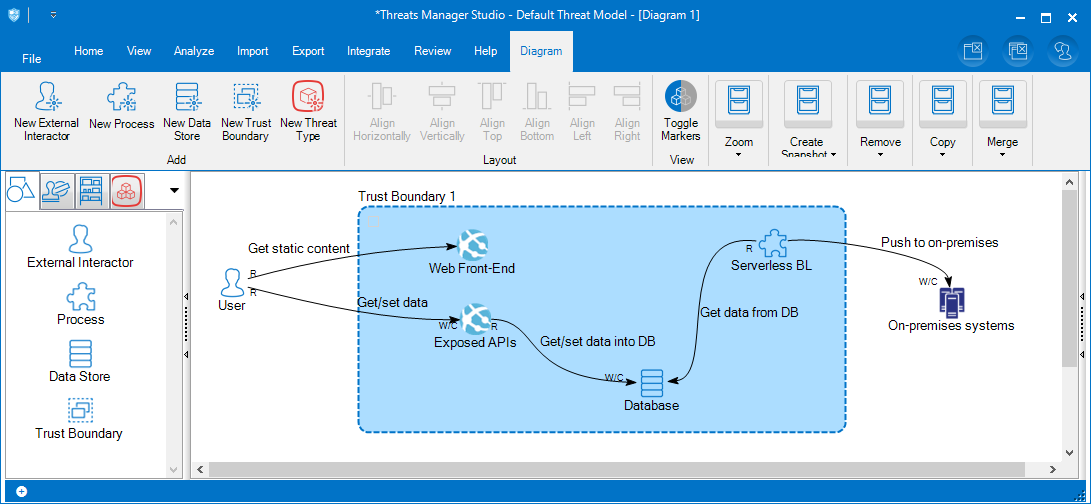 *Threats Manager Studio - Default Threat Model - [Diagram 1]
File
Home
View
Analyze
Import
Export
Integrate
Review
Help
Diagram
New External
Interactor
New Process
New Data
Store
New Trust
Boundary
New Threat
Type
Align
Horizontally
Align
Vertically
Align
Top
Align
Bottom
Align
Left
Align
Right
Toggle
Markers
Zoom
Create
Snapshot
Remove
Copy
Merge
Add
Layout
View
External Interactor
Process
Data Store
Trust Boundary
Trust Boundary 1
Get static content
R
R
User
Web Front-End
Get/set data
W/C
R
Exposed APIs
Get/set data into DB
W/C
Database
Get data from DB
R
Serverless BL
Push to on-premises
W/C
On-premises systems